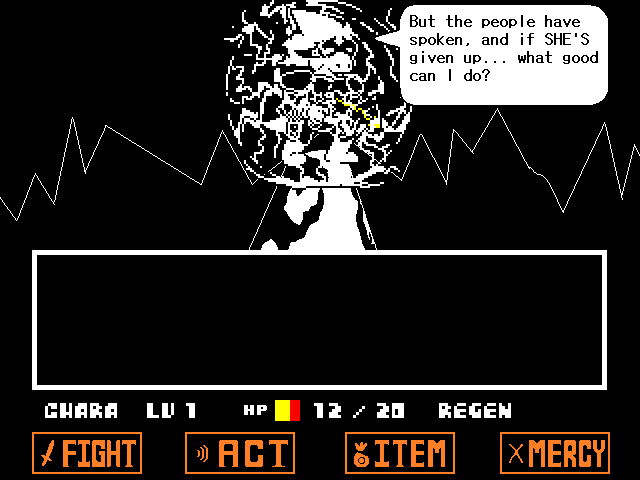 But the people have
spoken, and if SHE'S
given up... what good
can I do?
CHARA LV 1 HP 12 / 20 REGEN
FIGHT ACT ITEM MERCY